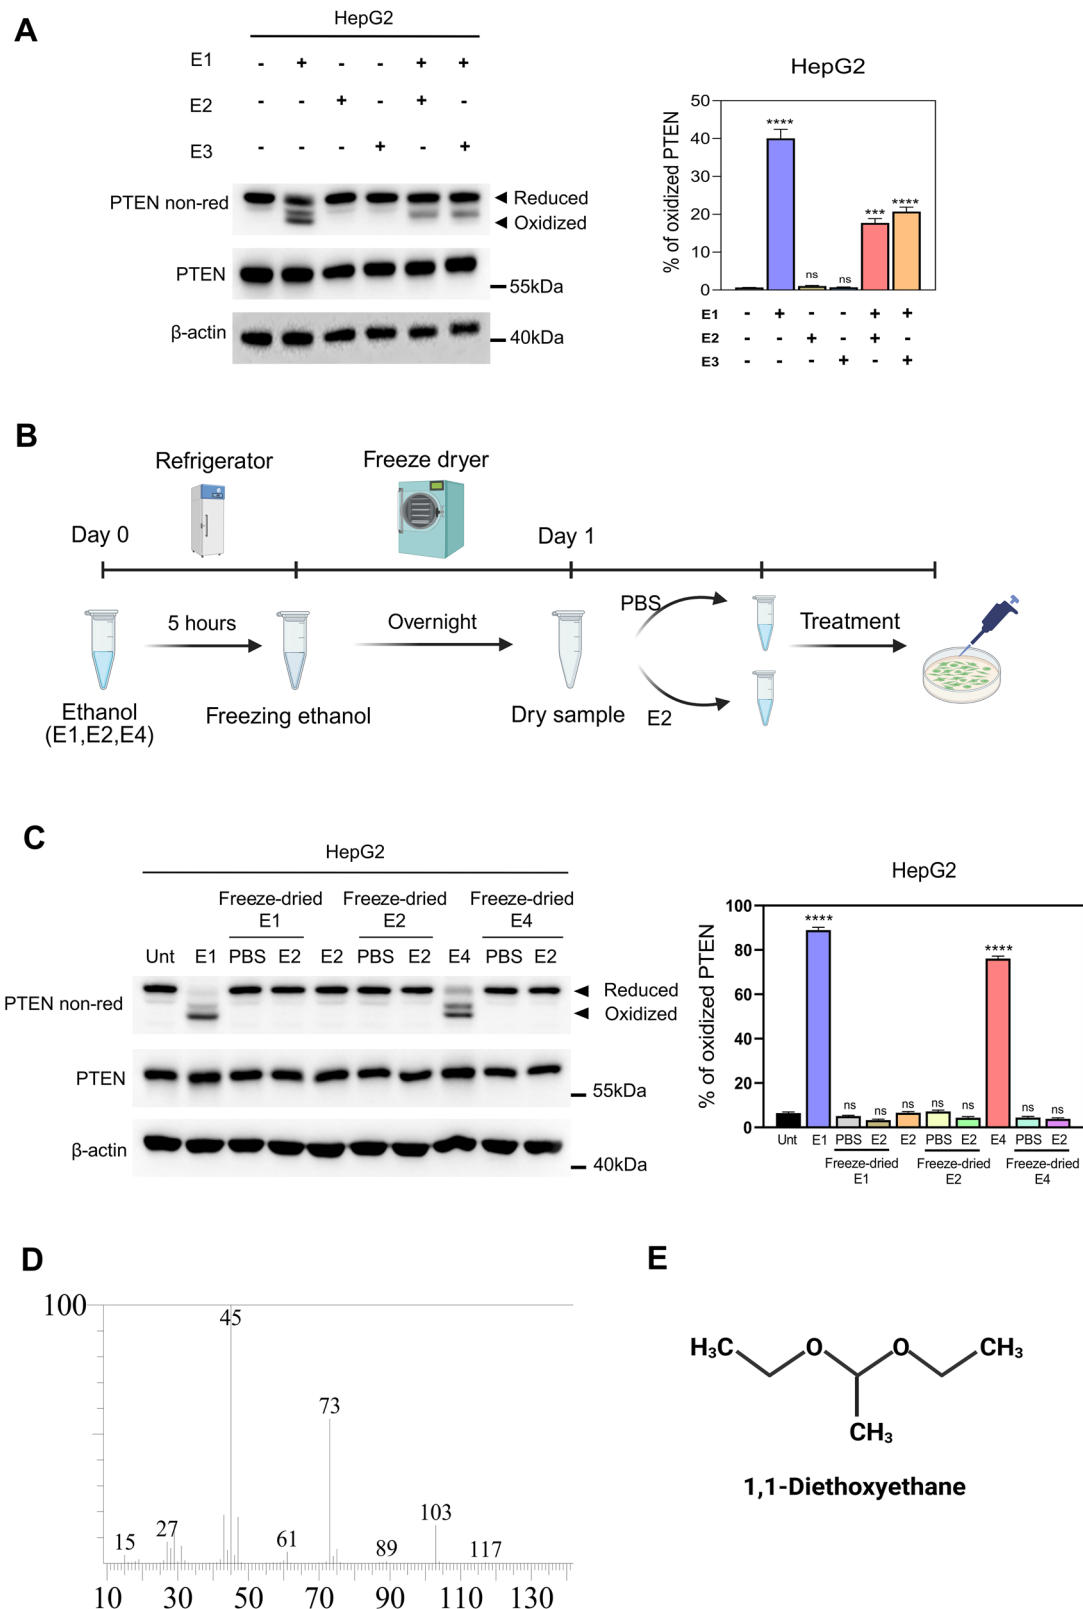 A
HepG2
E1 - + - - + +
E2 - - + - + -
E3 - - - + - +
PTEN non-red
Reduced
Oxidized
PTEN
55kDa
β-actin
40kDa
HepG2
% of oxidized PTEN
50
40
30
20
10
0
****
ns
ns
***
****
E1 - + - - + +
E2 - - + - + -
E3 - - - + - +
B
Refrigerator
Freeze dryer
Day 0
Day 1
5 hours
Overnight
PBS
E2
Treatment
Ethanol
(E1,E2,E4)
Freezing ethanol
Dry sample
C
HepG2
Freeze-dried
E1
Freeze-dried
E2
Freeze-dried
E4
Unt E1 PBS E2 E2 PBS E2 E4 PBS E2
PTEN non-red
Reduced
Oxidized
PTEN
55kDa
β-actin
40kDa
HepG2
% of oxidized PTEN
100
80
60
40
20
0
****
ns
ns
ns
ns
ns
****
ns
ns
Unt E1 PBS E2 E2 PBS E2 E4 PBS E2
Freeze-dried
E1
Freeze-dried
E2
Freeze-dried
E4
D
100
45
73
103
15
27
61
89
117
10 30 50 70 90 110 130
E
H₃C
O
O
CH₃
CH₃
1,1-Diethoxyethane